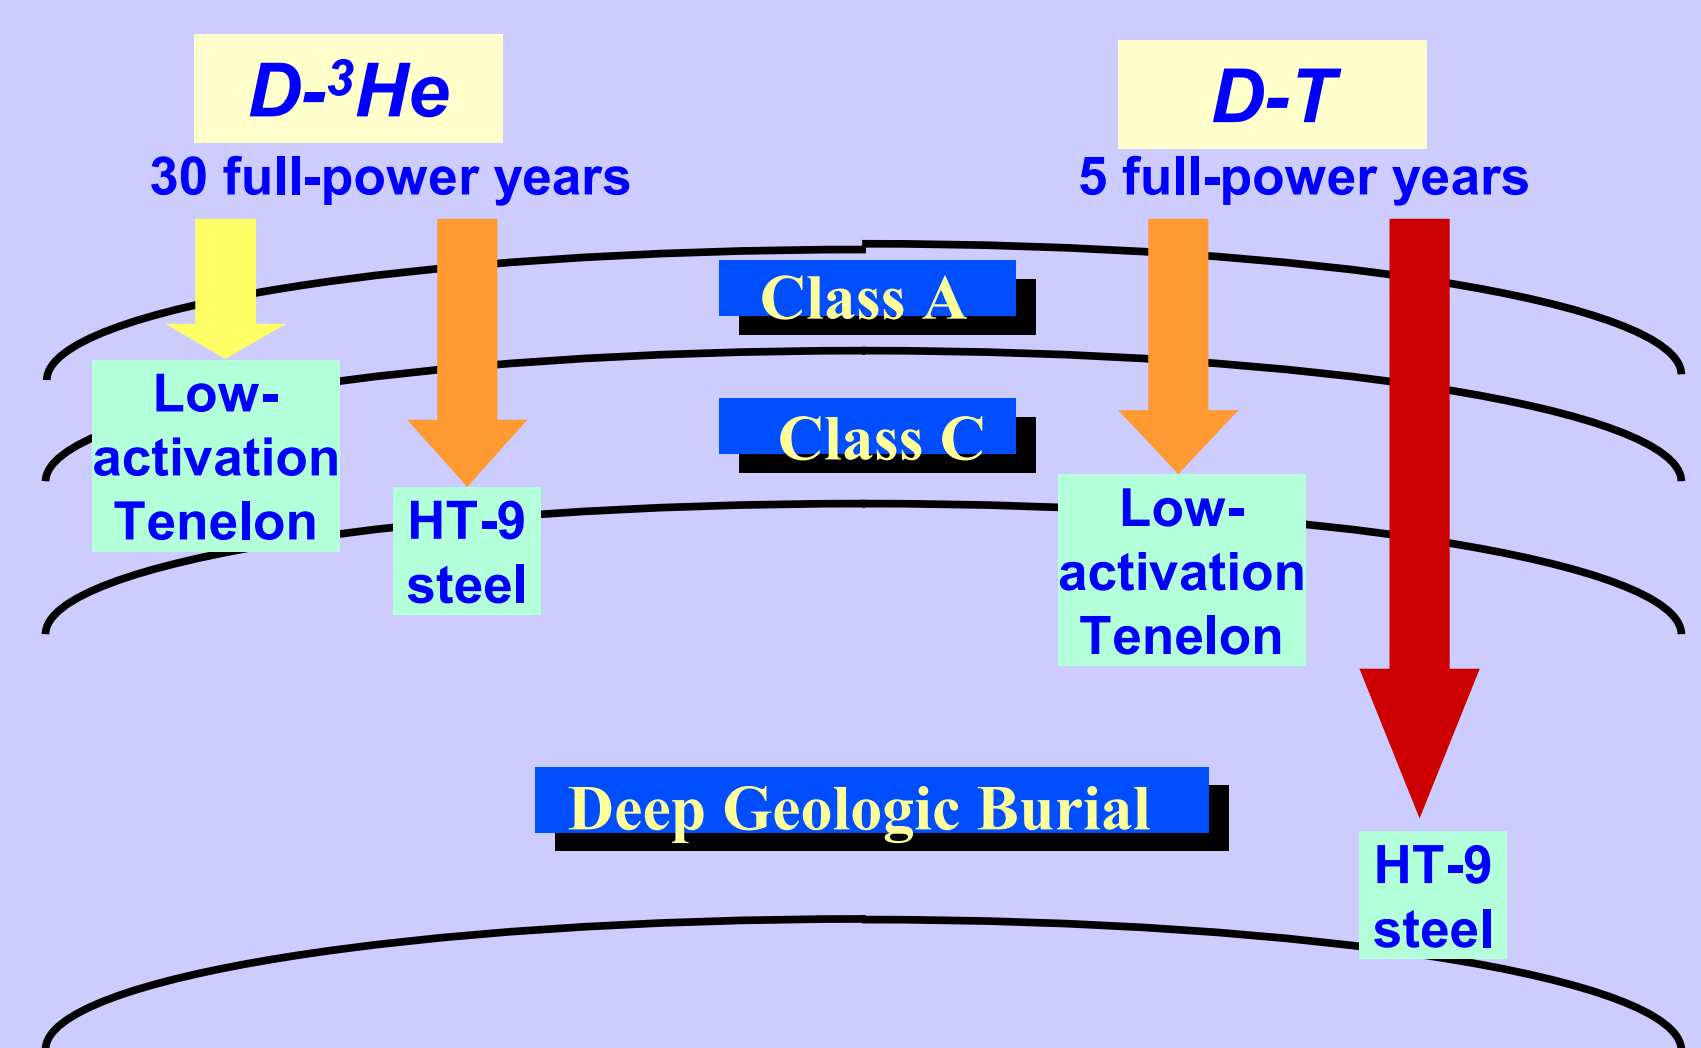 D-³He
30 full-power years
D-T
5 full-power years
Class A
Low-
activation
Tenelon
Class C
HT-9
steel
Low-
activation
Tenelon
Deep Geologic Burial
HT-9
steel